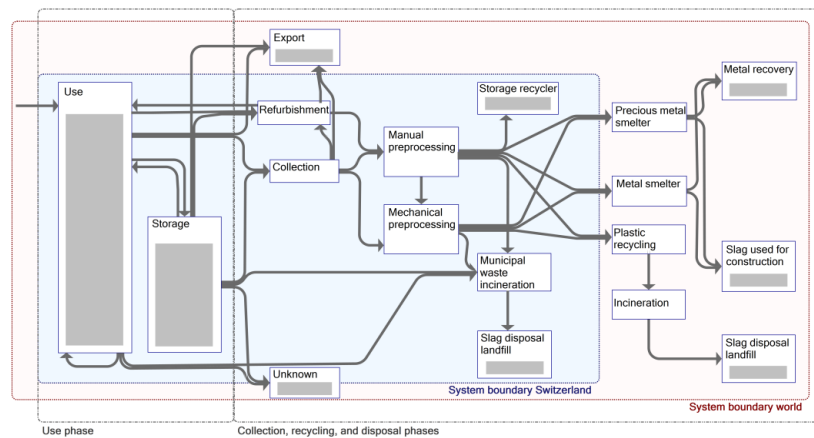 Export
Use
Storage recycler
Metal recovery
Refurbishment
Precious metal
smelter
Manual
preprocessing
Collection
Metal smelter
Storage
Mechanical
preprocessing
Plastic
recycling
Slag used for
construction
Municipal
waste
incineration
Incineration
Slag disposal
landfill
Slag disposal
landfill
Unknown
System boundary Switzerland
System boundary world
Use phase
Collection, recycling, and disposal phases